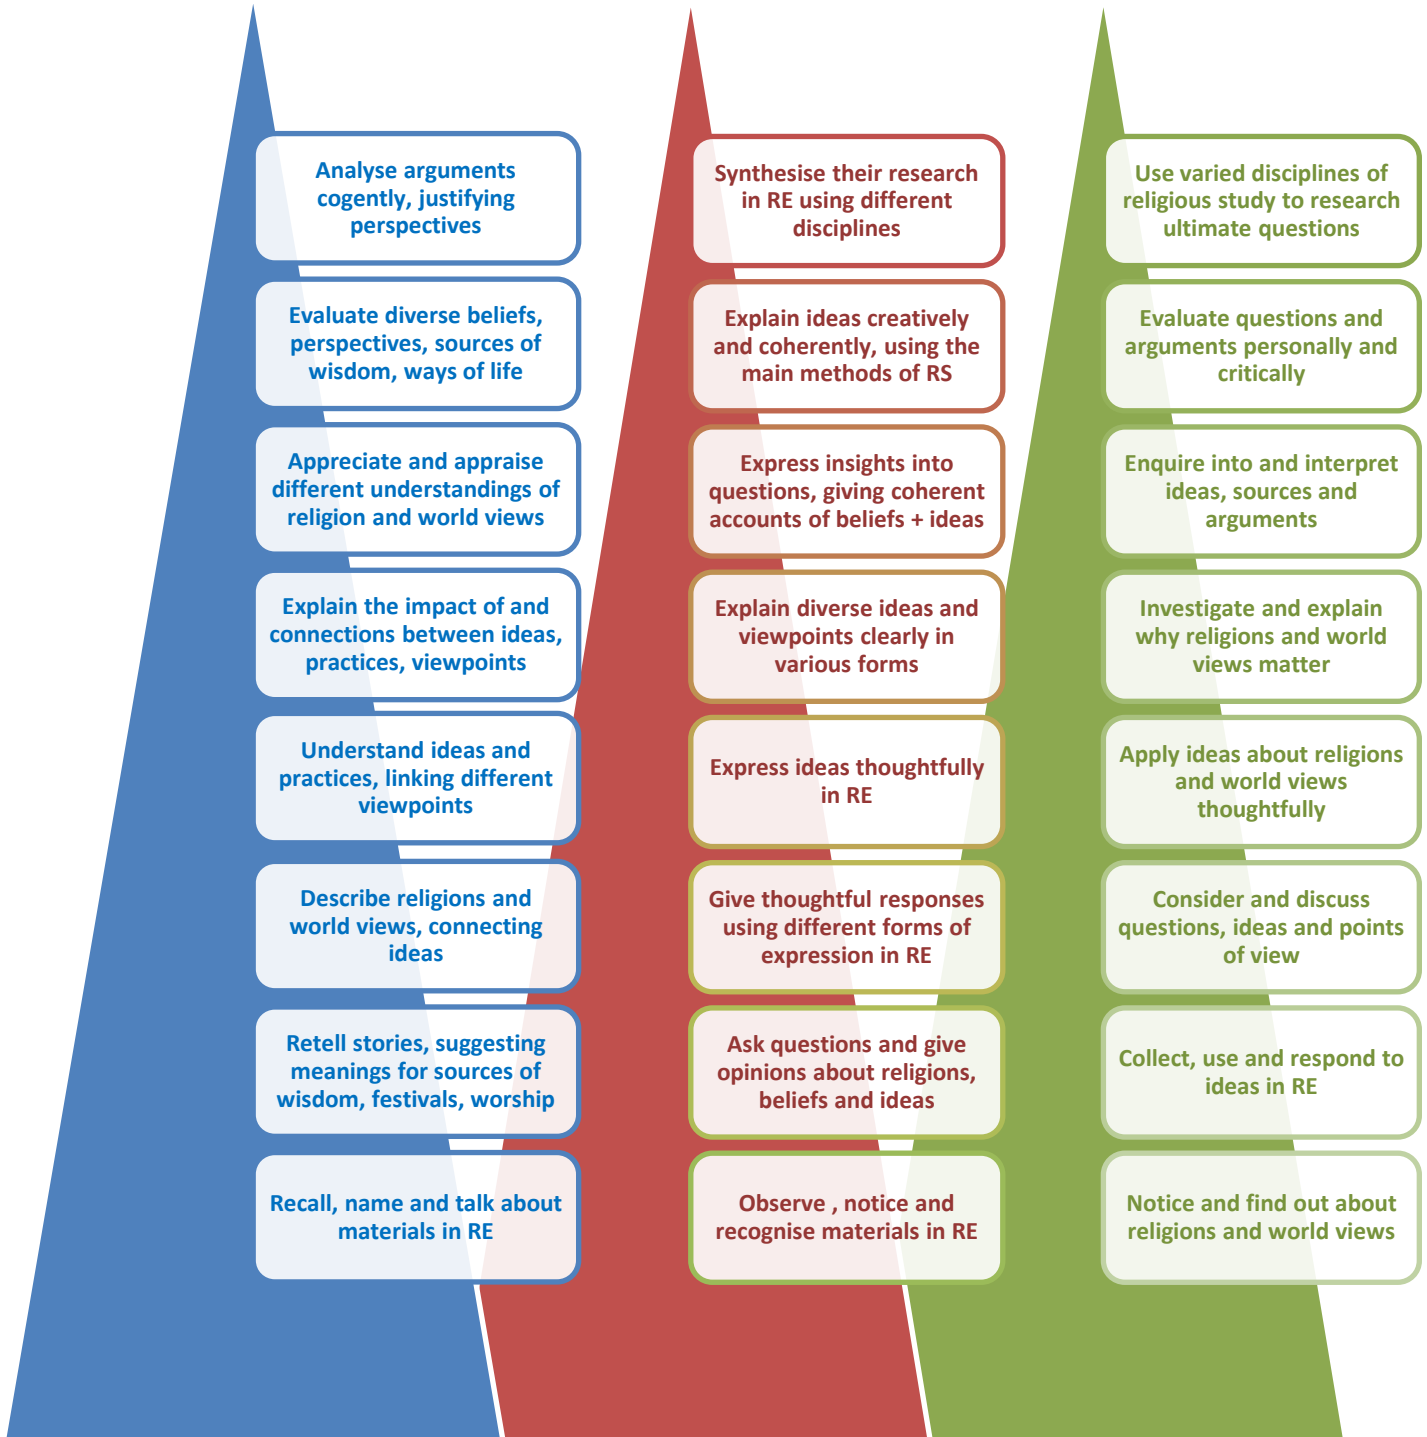 Analyse arguments
cogently, justifying
perspectives
Evaluate diverse beliefs,
perspectives, sources of
wisdom, ways of life
Appreciate and appraise
different understandings of
religion and world views
Explain the impact of and
connections between ideas,
practices, viewpoints
Understand ideas and
practices, linking different
viewpoints
Describe religions and
world views, connecting
ideas
Retell stories, suggesting
meanings for sources of
wisdom, festivals, worship
Recall, name and talk about
materials in RE
Synthesise their research
in RE using different
disciplines
Explain ideas creatively
and coherently, using the
main methods of RS
Express insights into
questions, giving coherent
accounts of beliefs + ideas
Explain diverse ideas and
viewpoints clearly in
various forms
Express ideas thoughtfully
in RE
Give thoughtful responses
using different forms of
expression in RE
Ask questions and give
opinions about religions,
beliefs and ideas
Observe , notice and
recognise materials in RE
Use varied disciplines of
religious study to research
ultimate questions
Evaluate questions and
arguments personally and
critically
Enquire into and interpret
ideas, sources and
arguments
Investigate and explain
why religions and world
views matter
Apply ideas about religions
and world views
thoughtfully
Consider and discuss
questions, ideas and points
of view
Collect, use and respond to
ideas in RE
Notice and find out about
religions and world views